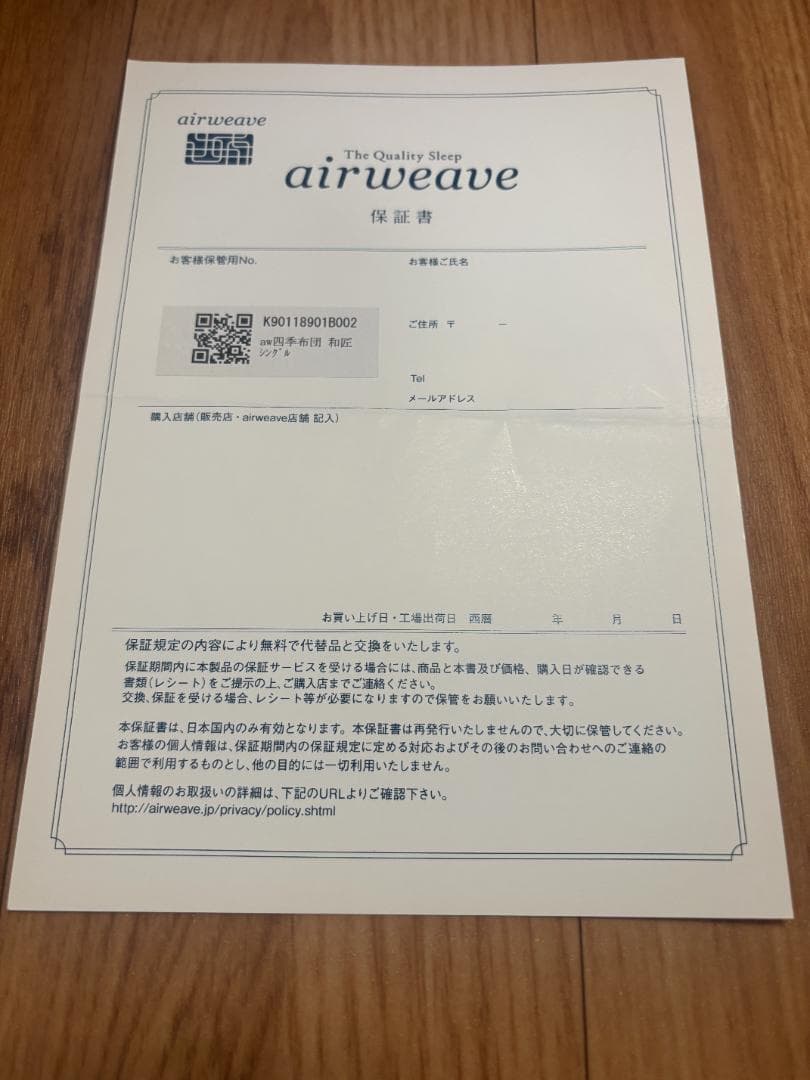 airweave
The Quality Sleep
airweave
保証書
お客様保管用No.
お客様ご氏名
K90118901B002
aw四季布団 和匠
ｼﾝｸﾞﾙ
ご住所 〒 －
Tel
メールアドレス
購入店舗(販売店・airweave店舗 記入)
お買い上げ日・工場出荷日 西暦 年 月 日
保証規定の内容により無料で代替品と交換をいたします。
保証期間内に本製品の保証サービスを受ける場合には、商品と本書及び価格、購入日が確認できる
書類(レシート)をご提示の上、ご購入店までご連絡ください。
交換、保証を受ける場合、レシート等が必要になりますので保管をお願いいたします。
本保証書は、日本国内のみ有効となります。本保証書は再発行いたしませんので、大切に保管してください。
お客様の個人情報は、保証期間内の保証規定に定める対応およびその後のお問い合わせへのご連絡の
範囲で利用するものとし、他の目的には一切利用いたしません。
個人情報のお取扱いの詳細は、下記のURLよりご確認下さい。
http://airweave.jp/privacy/policy.shtml